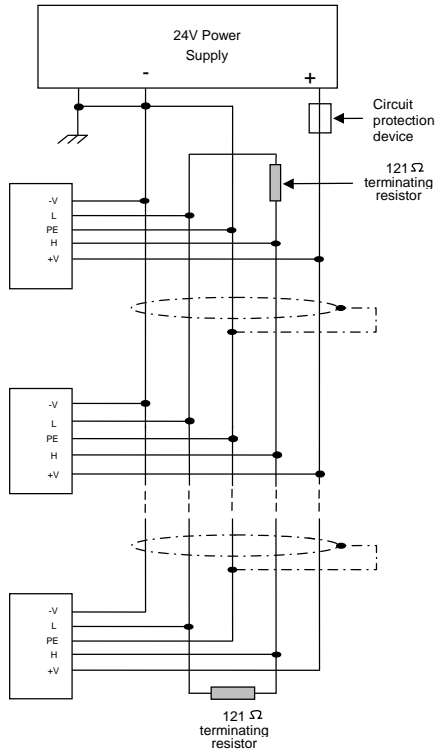 24V Power
Supply
-
+
Circuit
protection
device
121 Ω
terminating
resistor
-V
L
PE
H
+V
-V
L
PE
H
+V
-V
L
PE
H
+V
121 Ω
terminating
resistor